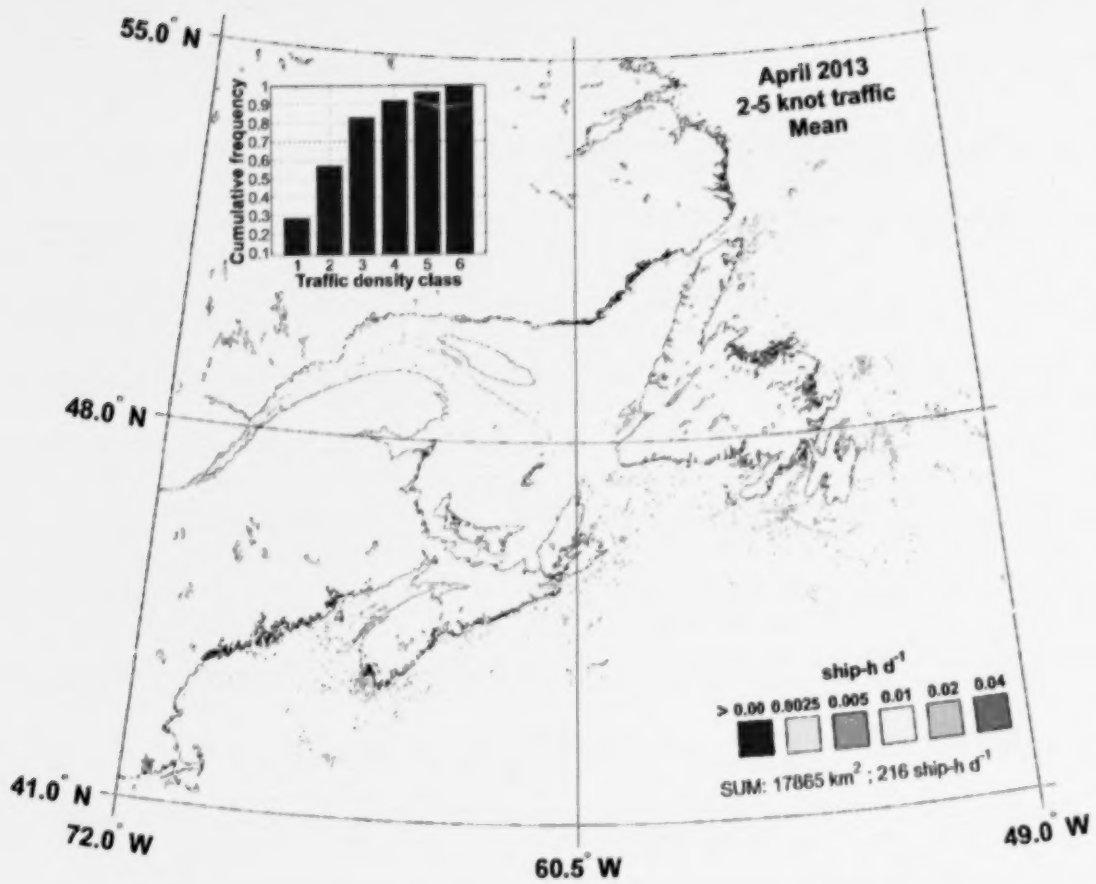 55.0° N
April 2013
2-5 knot traffic
Mean
Cumulative frequency
1
0.9
0.8
0.7
0.6
0.5
0.4
0.3
0.2
0.1
1 2 3 4 5 6
Traffic density class
48.0° N
ship-h d⁻¹
> 0.00 0.0025 0.005 0.01 0.02 0.04
SUM: 17865 km² ; 216 ship-h d⁻¹
41.0° N
72.0° W
60.5° W
49.0° W